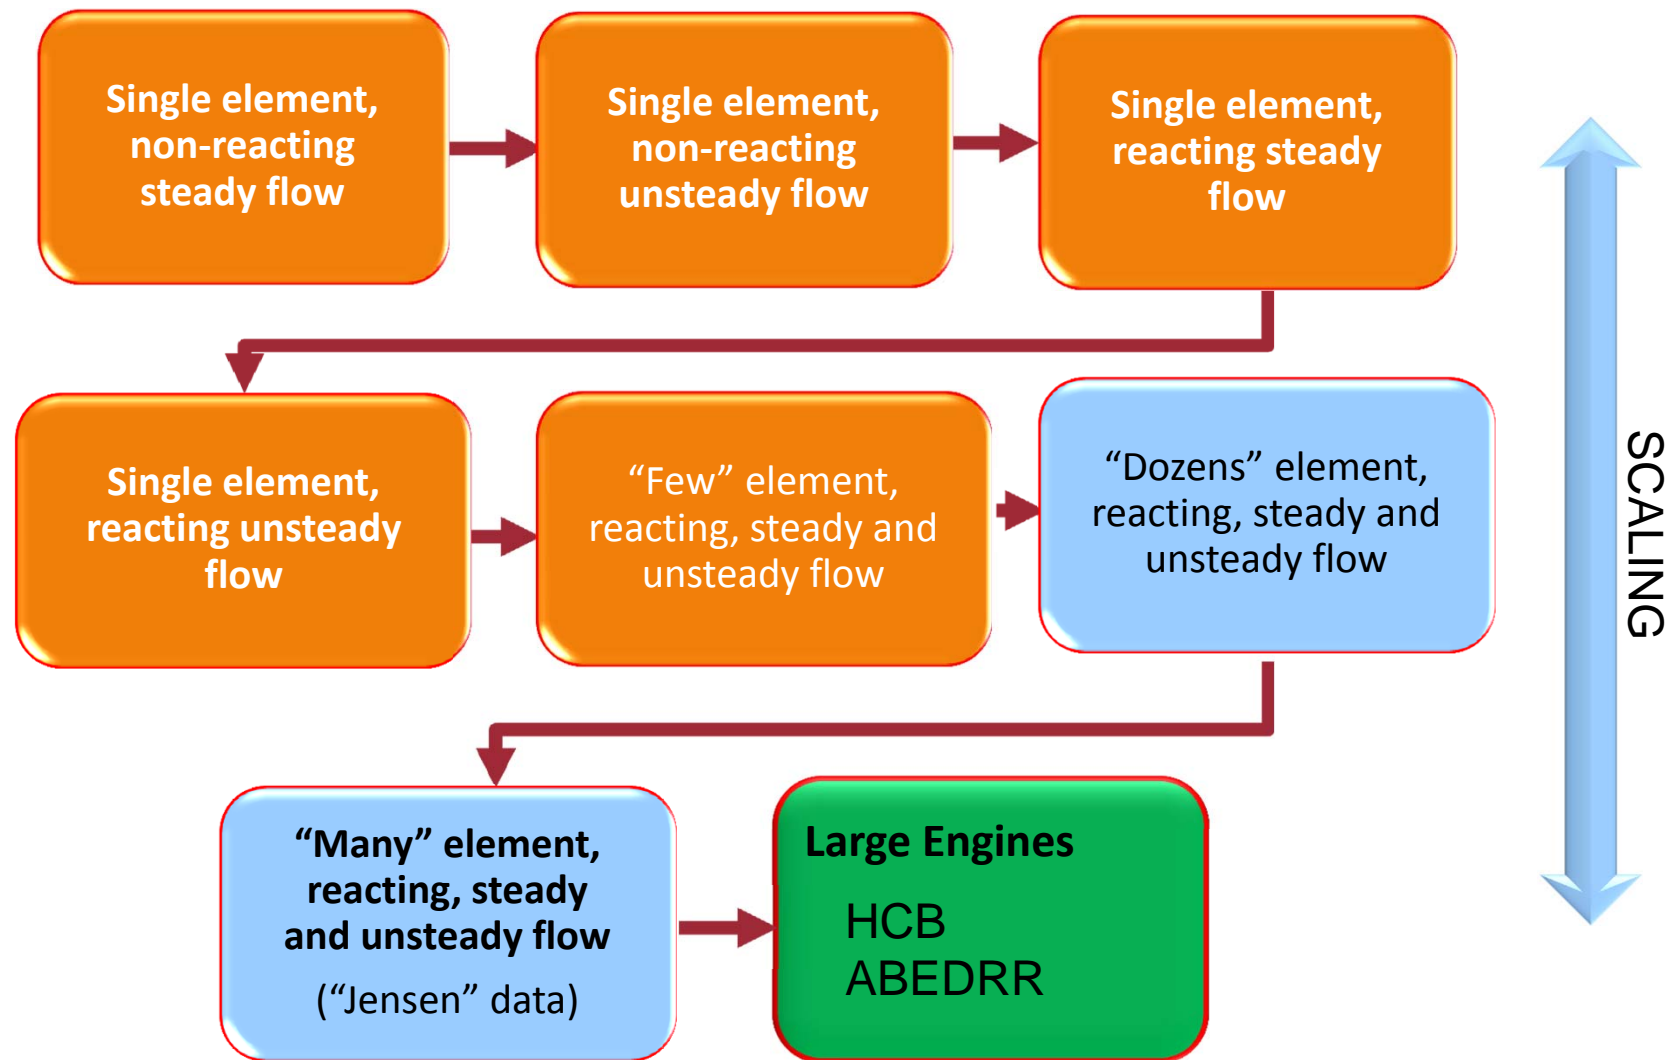 Single element,
non-reacting
steady flow
Single element,
non-reacting
unsteady flow
Single element,
reacting steady
flow
Single element,
reacting unsteady
flow
“Few” element,
reacting, steady and
unsteady flow
“Dozens” element,
reacting, steady and
unsteady flow
“Many” element,
reacting, steady
and unsteady flow
(“Jensen” data)
Large Engines
HCB
ABEDRR
SCALING